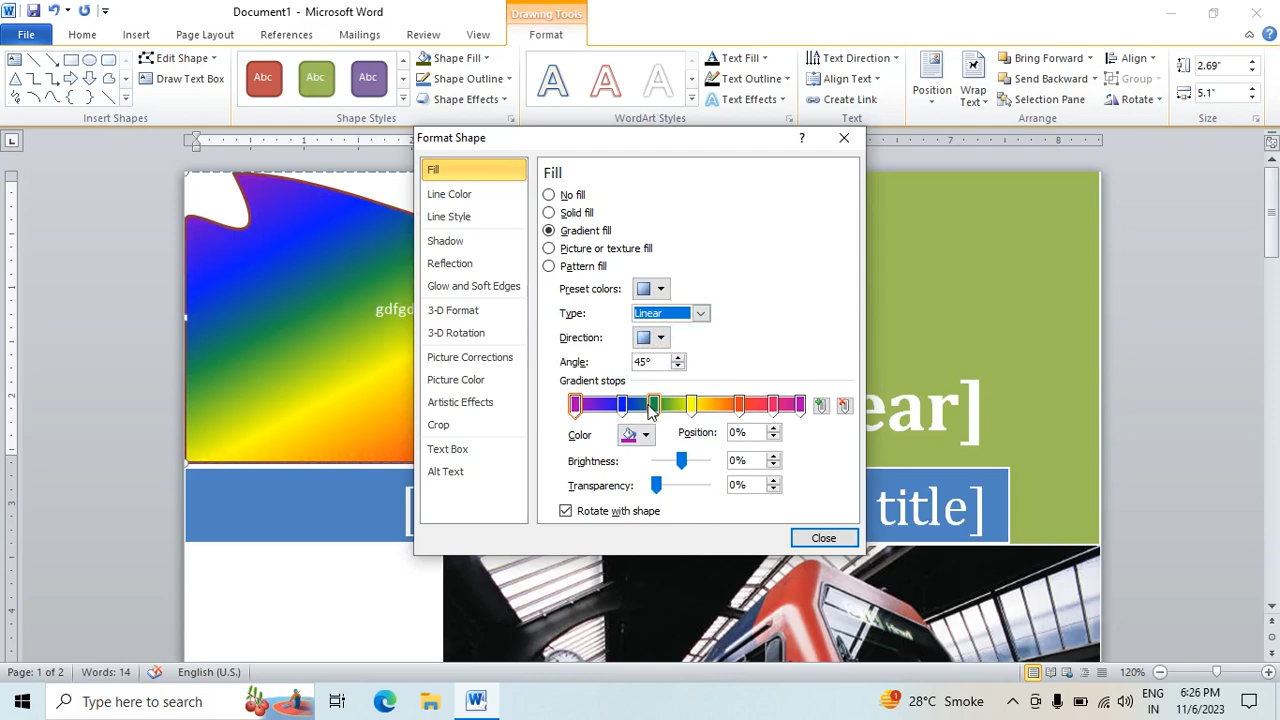 Document1 - Microsoft Word
Drawing Tools
File Home Insert Page Layout References Mailings Review View Format
Edit Shape
Draw Text Box
Insert Shapes
Abc Abc Abc
Shape Fill
Shape Outline
Shape Effects
Shape Styles
A A A
Text Fill
Text Outline
Text Effects
WordArt Styles
Text Direction
Align Text
Create Link
Text
Position
Wrap
Text
Bring Forward
Send Backward
Selection Pane
Align
Group
Rotate
Arrange
2.69"
5.1"
Size
Format Shape
Fill
Line Color
Line Style
Shadow
Reflection
Glow and Soft Edges
3-D Format
3-D Rotation
Picture Corrections
Picture Color
Artistic Effects
Crop
Text Box
Alt Text
Fill
No fill
Solid fill
Gradient fill
Picture or texture fill
Pattern fill
Preset colors:
Type: Linear
Direction:
Angle: 45°
Gradient stops
Color Position: 0%
Brightness: 0%
Transparency: 0%
Rotate with shape
Close
gdfgd
ear]
[ title]
Page: 1 of 2 Words: 14 English (U.S.) 120%
Type here to search
28°C Smoke
ENG
IN
6:26 PM
11/6/2023